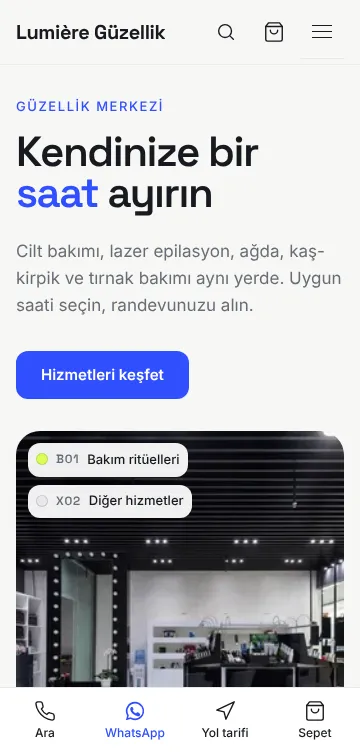 Lumière Güzellik
GÜZELLİK MERKEZİ
Kendinize bir
saat ayırın
Cilt bakımı, lazer epilasyon, ağda, kaş-
kirpik ve tırnak bakımı aynı yerde. Uygun
saati seçin, randevunuzu alın.
Hizmetleri keşfet
B01 Bakım ritüelleri
X02 Diğer hizmetler
Ara WhatsApp Yol tarifi Sepet